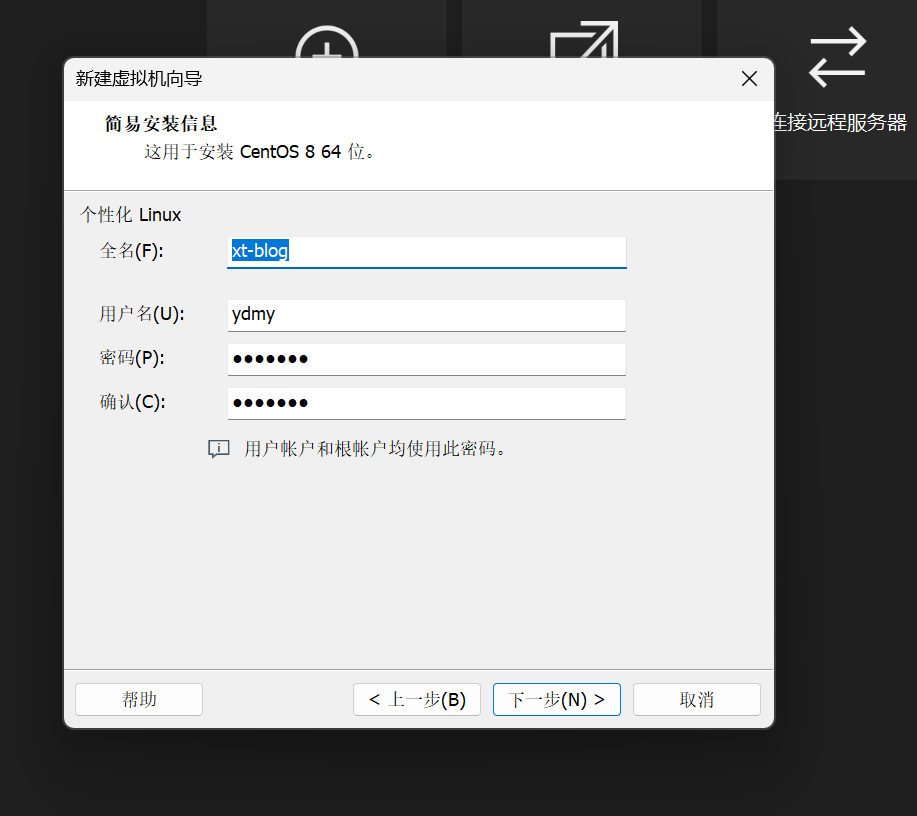 新建虚拟机向导
连接远程服务器
简易安装信息
这用于安装 CentOS 8 64 位。
个性化 Linux
全名(F):
xt-blog
用户名(U):
ydmy
密码(P):
●●●●●●●
确认(C):
●●●●●●●
用户帐户和根帐户均使用此密码。
帮助
< 上一步(B)
下一步(N) >
取消